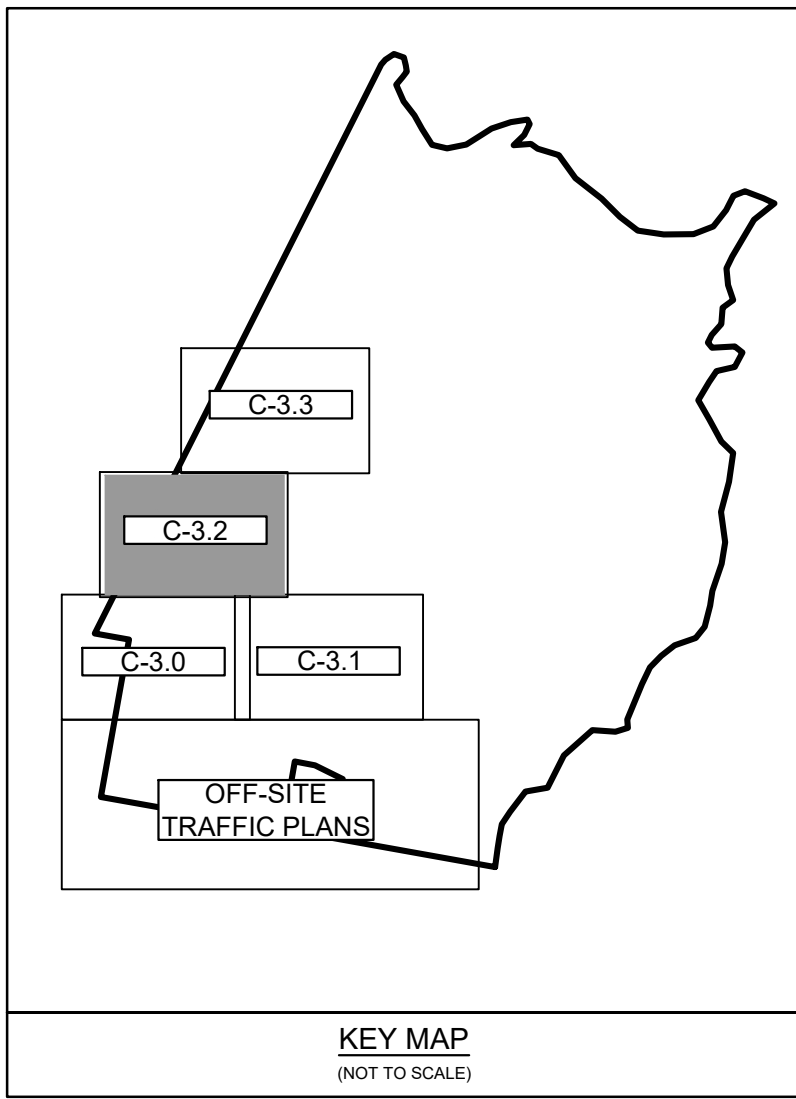 C-3.3
C-3.2
C-3.0
C-3.1
OFF-SITE
TRAFFIC PLANS
KEY MAP
(NOT TO SCALE)